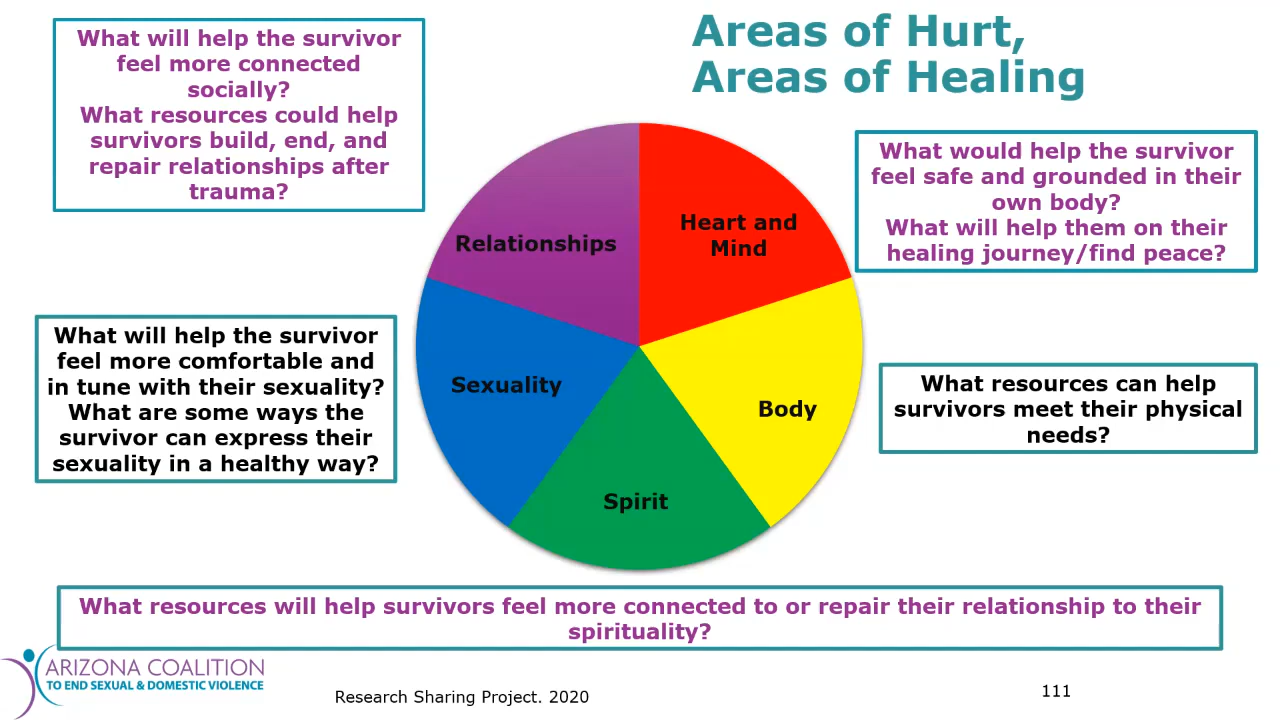 Areas of Hurt,
Areas of Healing
What will help the survivor
feel more connected
socially?
What resources could help
survivors build, end, and
repair relationships after
trauma?
What would help the survivor
feel safe and grounded in their
own body?
What will help them on their
healing journey/find peace?
Relationships
Heart and
Mind
What will help the survivor
feel more comfortable and
in tune with their sexuality?
What are some ways the
survivor can express their
sexuality in a healthy way?
Sexuality
Body
What resources can help
survivors meet their physical
needs?
Spirit
What resources will help survivors feel more connected to or repair their relationship to their
spirituality?
ARIZONA COALITION
TO END SEXUAL & DOMESTIC VIOLENCE
Research Sharing Project. 2020
111